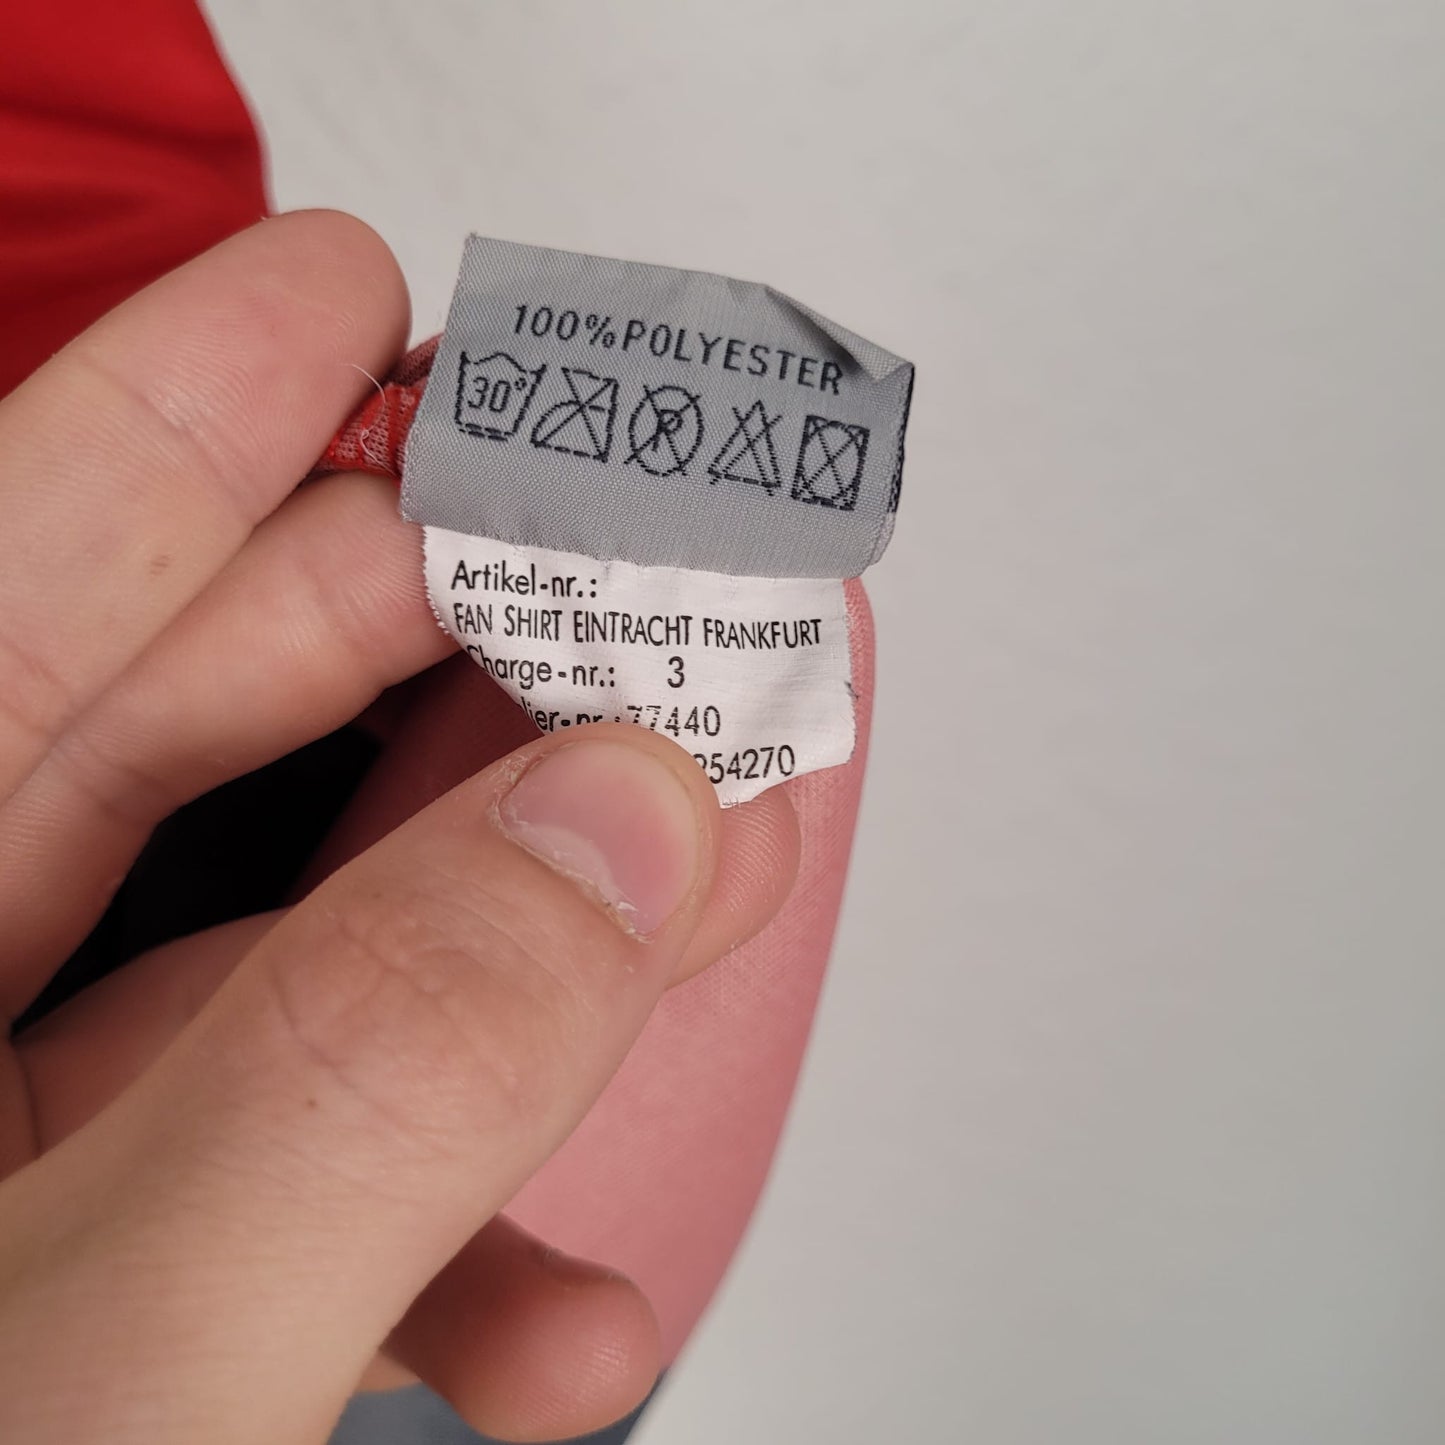 100% POLYESTER
30°
P
Artikel-nr.:
FAN SHIRT EINTRACHT FRANKFURT
Charge-nr.: 3
77440
254270